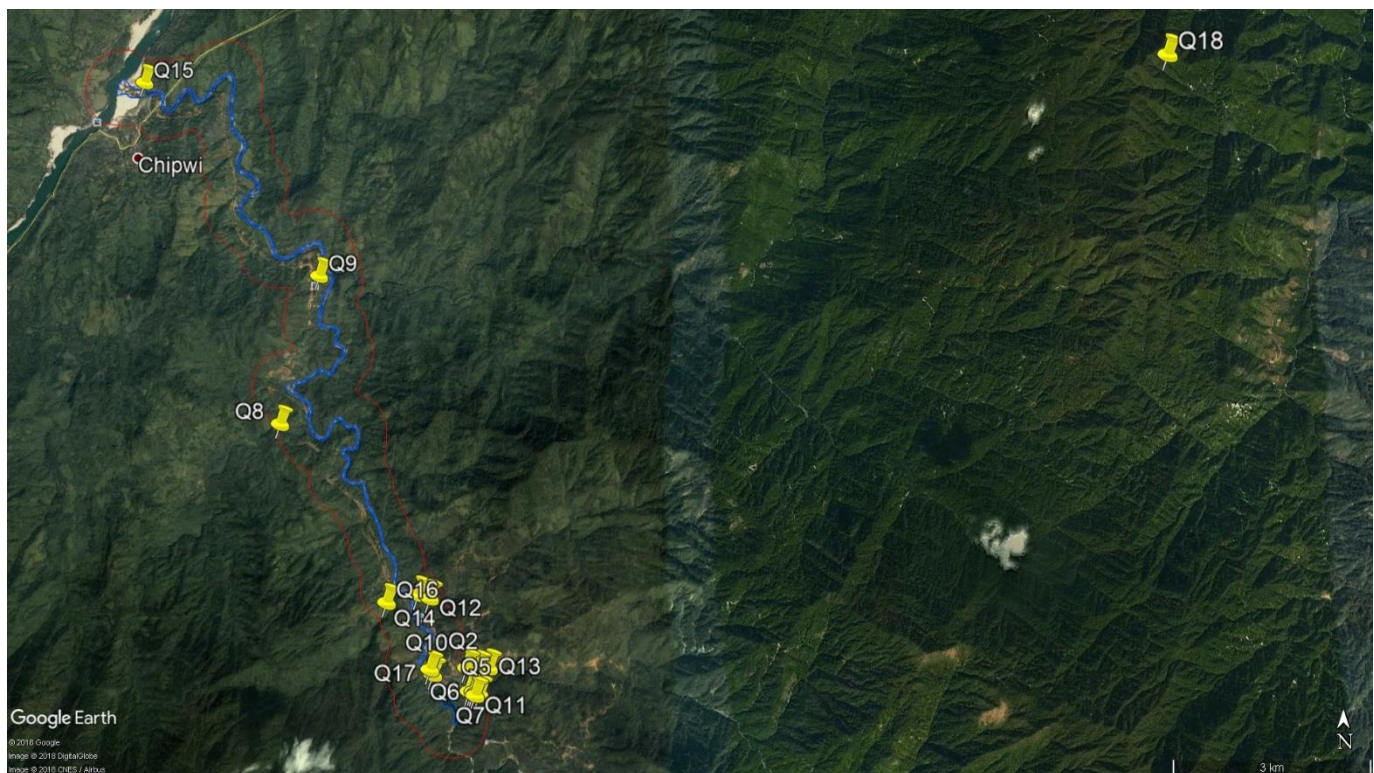 Q18
Q15
Chipwi
Q9
Q8
Q16
Q12
Q14
Q10 Q2
Q17
Q5
Q13
Q6
Q11
Q7
Google Earth
© 2018 Google
Image © 2018 DigitalGlobe
Image © 2018 CNES / Airbus
N
3 km